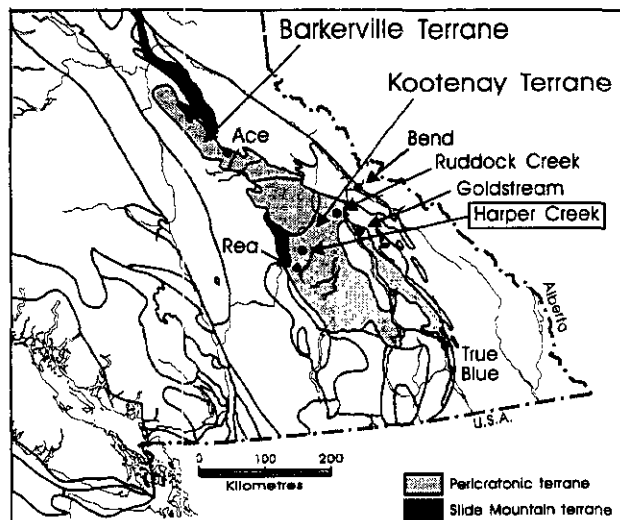 Barkerville Terrane
Kootenay Terrane
Ace
Bend
Ruddock Creek
Goldstream
Harper Creek
Rea
Alberta
True
Blue
U.S.A.
0 100 200
Kilometres
Pericratonic terrane
Slide Mountain terrane